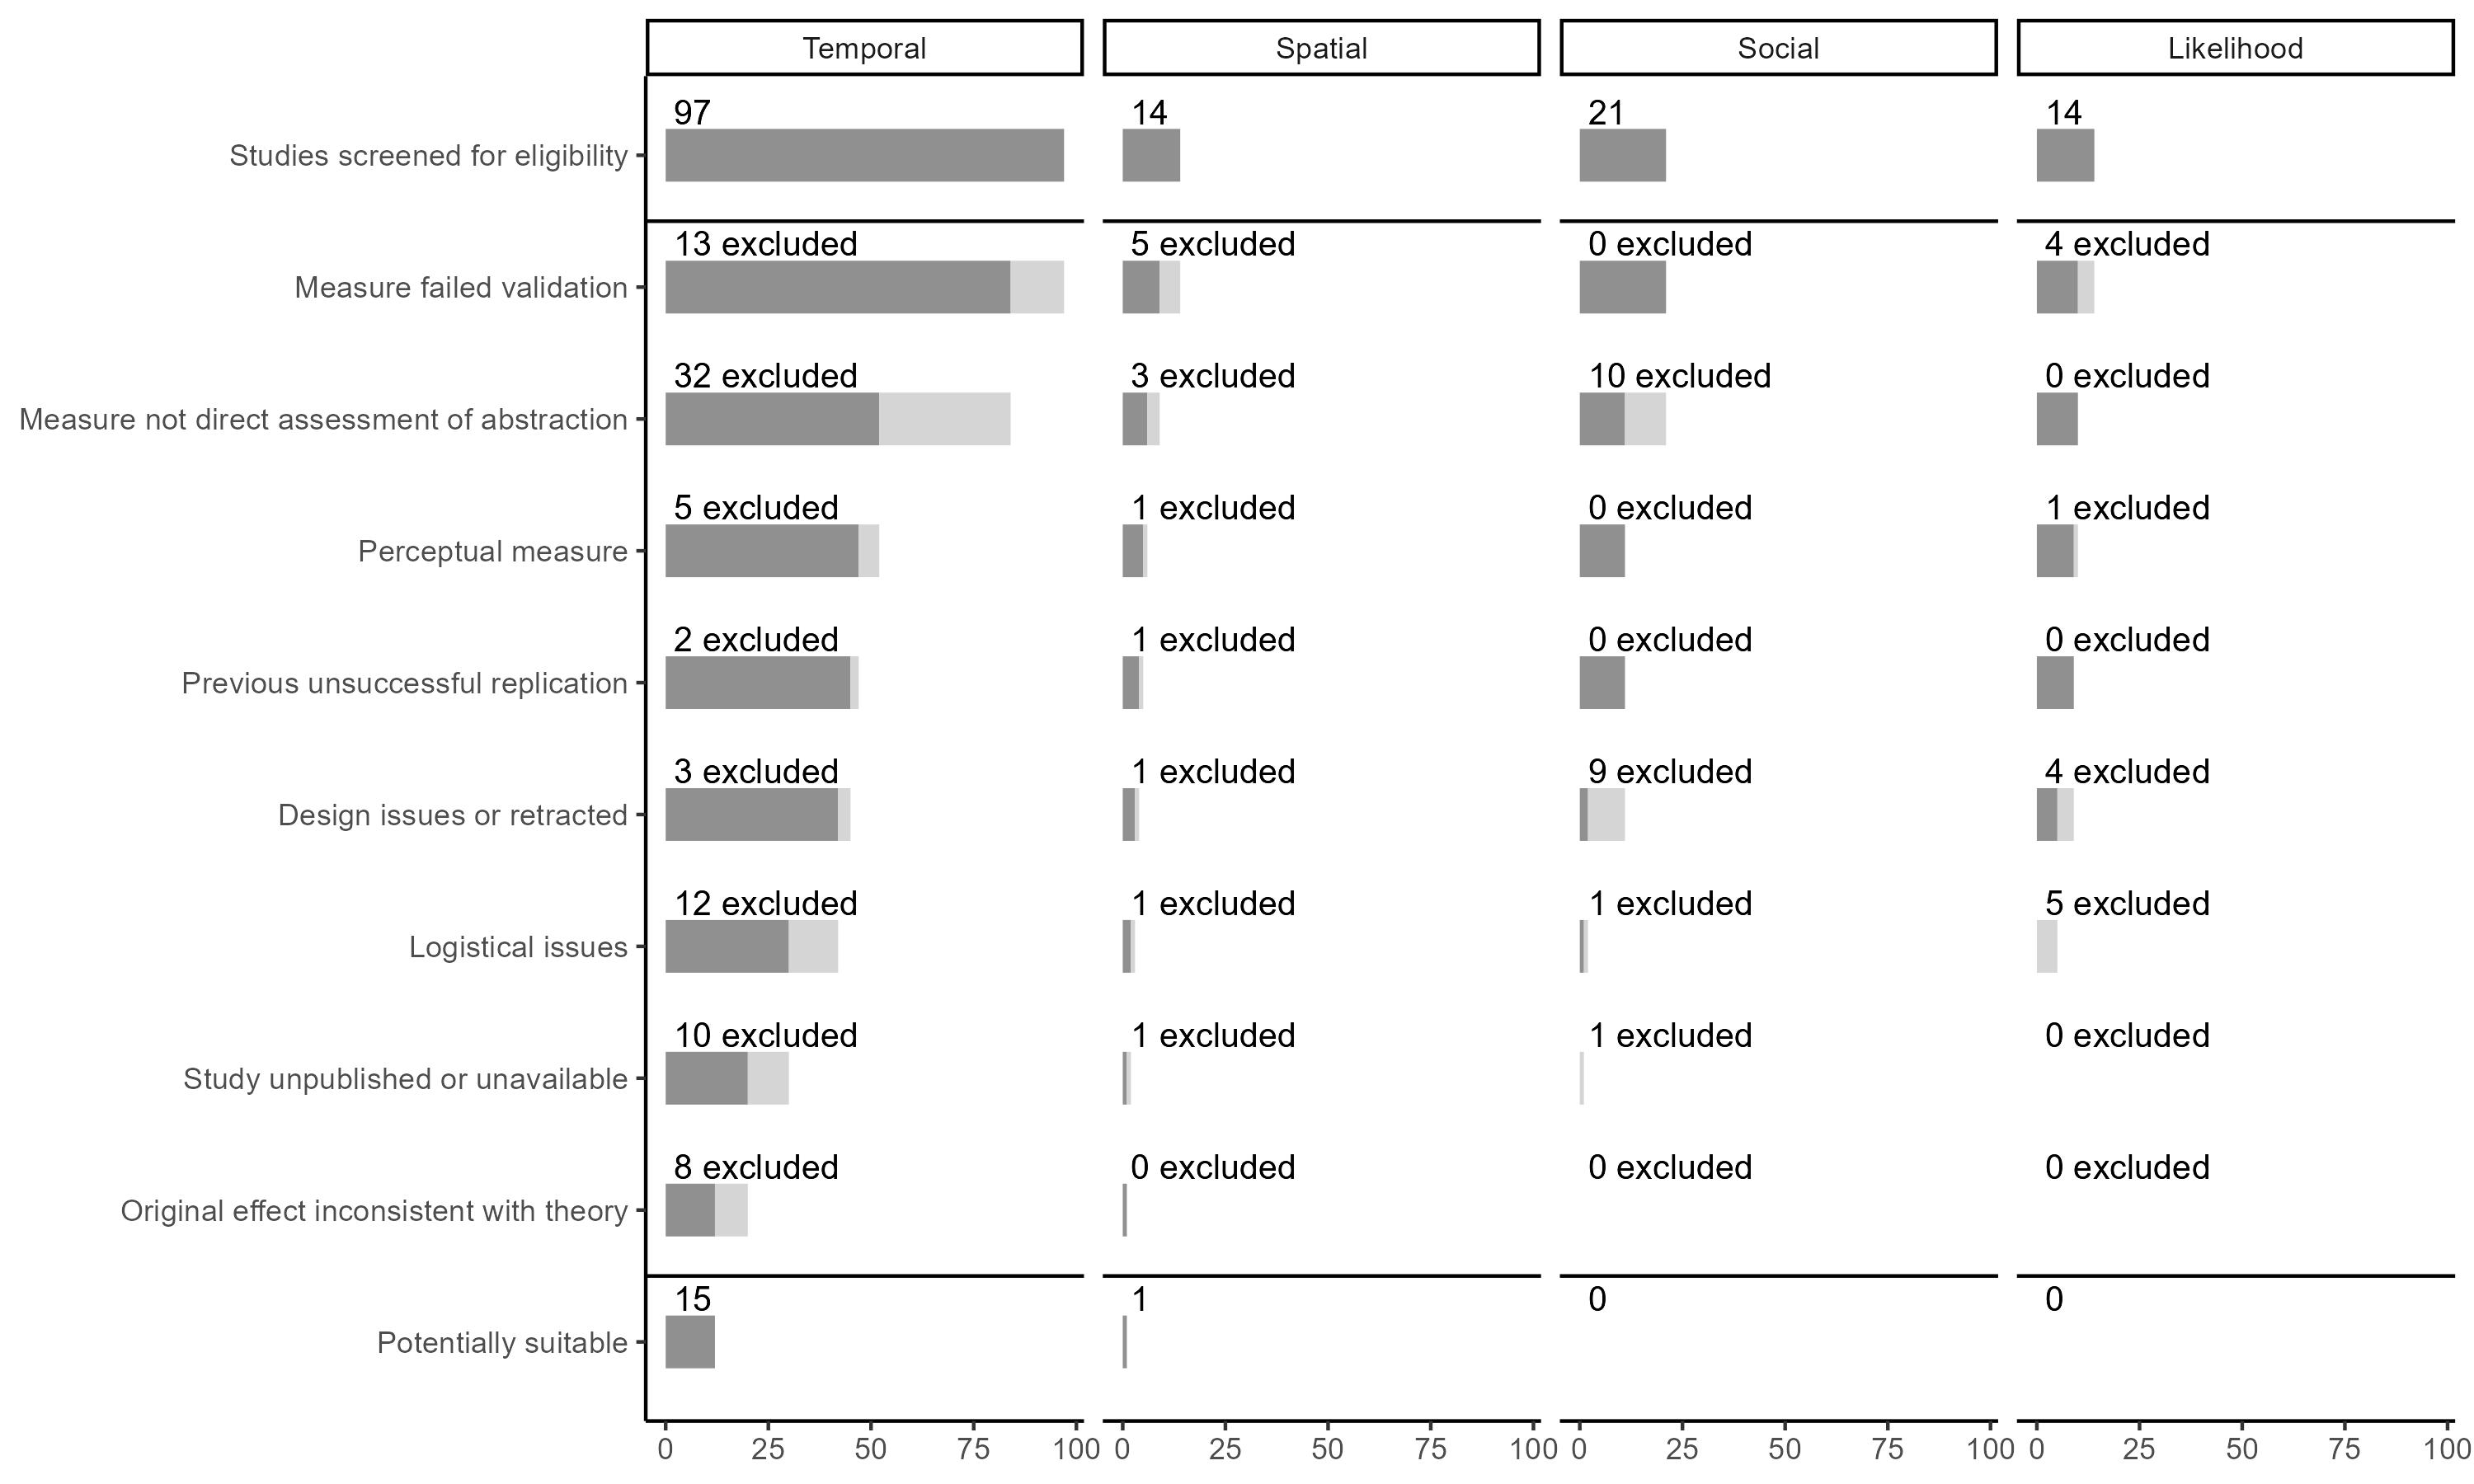 Temporal Spatial Social Likelihood
97 14 21 14
Studies screened for eligibility
13 excluded 5 excluded 0 excluded 4 excluded
Measure failed validation
32 excluded 3 excluded 10 excluded 0 excluded
Measure not direct assessment of abstraction
5 excluded 1 excluded 0 excluded 1 excluded
Perceptual measure
2 excluded 1 excluded 0 excluded 0 excluded
Previous unsuccessful replication
3 excluded 1 excluded 9 excluded 4 excluded
Design issues or retracted
12 excluded 1 excluded 1 excluded 5 excluded
Logistical issues
10 excluded 1 excluded 1 excluded 0 excluded
Study unpublished or unavailable
8 excluded 0 excluded 0 excluded 0 excluded
Original effect inconsistent with theory
15 1 0 0
Potentially suitable
0 25 50 75 100 0 25 50 75 100 0 25 50 75 100 0 25 50 75 100